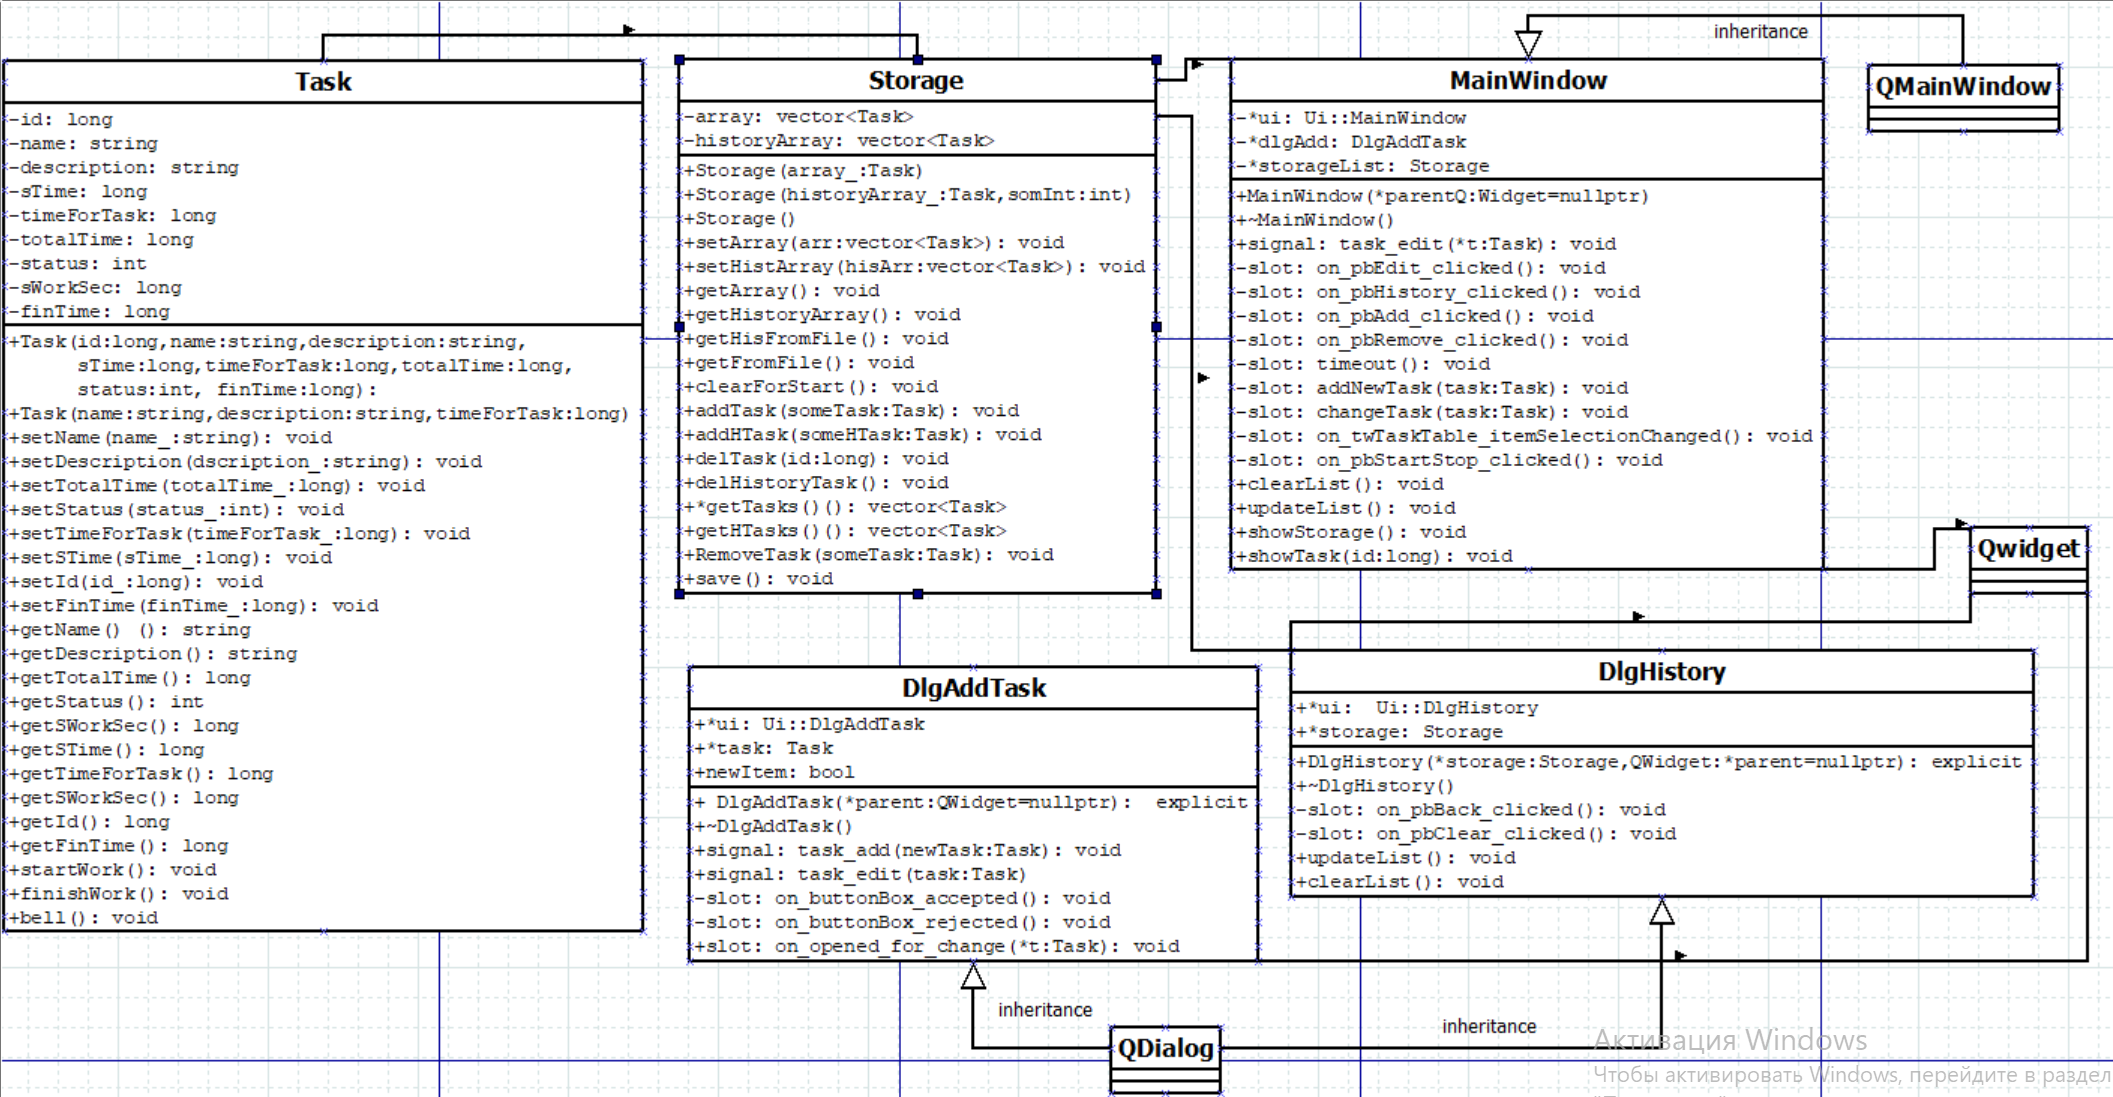 Task
-id: long
-name: string
-description: string
-sTime: long
-timeForTask: long
-totalTime: long
-status: int
-sWorkSec: long
-finTime: long
+Task(id:long,name:string,description:string,
sTime:long,timeForTask:long,totalTime:long,
status:int, finTime:long):
+Task(name:string,description:string,timeForTask:long)
+setName(name_:string): void
+setDescription(dscription_:string): void
+setTotalTime(totalTime_:long): void
+setStatus(status_:int): void
+setTimeForTask(timeForTask_:long): void
+setSTime(sTime_:long): void
+setId(id_:long): void
+setFinTime(finTime_:long): void
+getName() (): string
+getDescription(): string
+getTotalTime(): long
+getStatus(): int
+getSWorkSec(): long
+getSTime(): long
+getTimeForTask(): long
+getSWorkSec(): long
+getId(): long
+getFinTime(): long
+startWork(): void
+finishWork(): void
+bell(): void
Storage
-array: vector<Task>
-historyArray: vector<Task>
+Storage(array_:Task)
+Storage(historyArray_:Task,somInt:int)
+Storage()
+setArray(arr:vector<Task>): void
+setHistArray(hisArr:vector<Task>): void
+getArray(): void
+getHistoryArray(): void
+getHisFromFile(): void
+getFromFile(): void
+clearForStart(): void
+addTask(someTask:Task): void
+addHTask(someHTask:Task): void
+delTask(id:long): void
+delHistoryTask(): void
+*getTasks()(): vector<Task>
+getHTasks()(): vector<Task>
+RemoveTask(someTask:Task): void
+save(): void
MainWindow
-*ui: Ui::MainWindow
-*dlgAdd: DlgAddTask
-*storageList: Storage
+MainWindow(*parentQ:Widget=nullptr)
+~MainWindow()
+signal: task_edit(*t:Task): void
-slot: on_pbEdit_clicked(): void
-slot: on_pbHistory_clicked(): void
-slot: on_pbAdd_clicked(): void
-slot: on_pbRemove_clicked(): void
-slot: timeout(): void
-slot: addNewTask(task:Task): void
-slot: changeTask(task:Task): void
-slot: on_twTaskTable_itemSelectionChanged(): void
-slot: on_pbStartStop_clicked(): void
+clearList(): void
+updateList(): void
+showStorage(): void
+showTask(id:long): void
inheritance
QMainWindow
Qwidget
DlgAddTask
+*ui: Ui::DlgAddTask
+*task: Task
+newItem: bool
+ DlgAddTask(*parent:QWidget=nullptr): explicit
+~DlgAddTask()
+signal: task_add(newTask:Task): void
+signal: task_edit(task:Task)
-slot: on_buttonBox_accepted(): void
-slot: on_buttonBox_rejected(): void
+slot: on_opened_for_change(*t:Task): void
DlgHistory
+*ui: Ui::DlgHistory
+*storage: Storage
+DlgHistory(*storage:Storage,QWidget:*parent=nullptr): explicit
+~DlgHistory()
-slot: on_pbBack_clicked(): void
-slot: on_pbClear_clicked(): void
+updateList(): void
+clearList(): void
inheritance
inheritance
QDialog
Активация Windows
Чтобы активировать Windows, перейдите в раздел